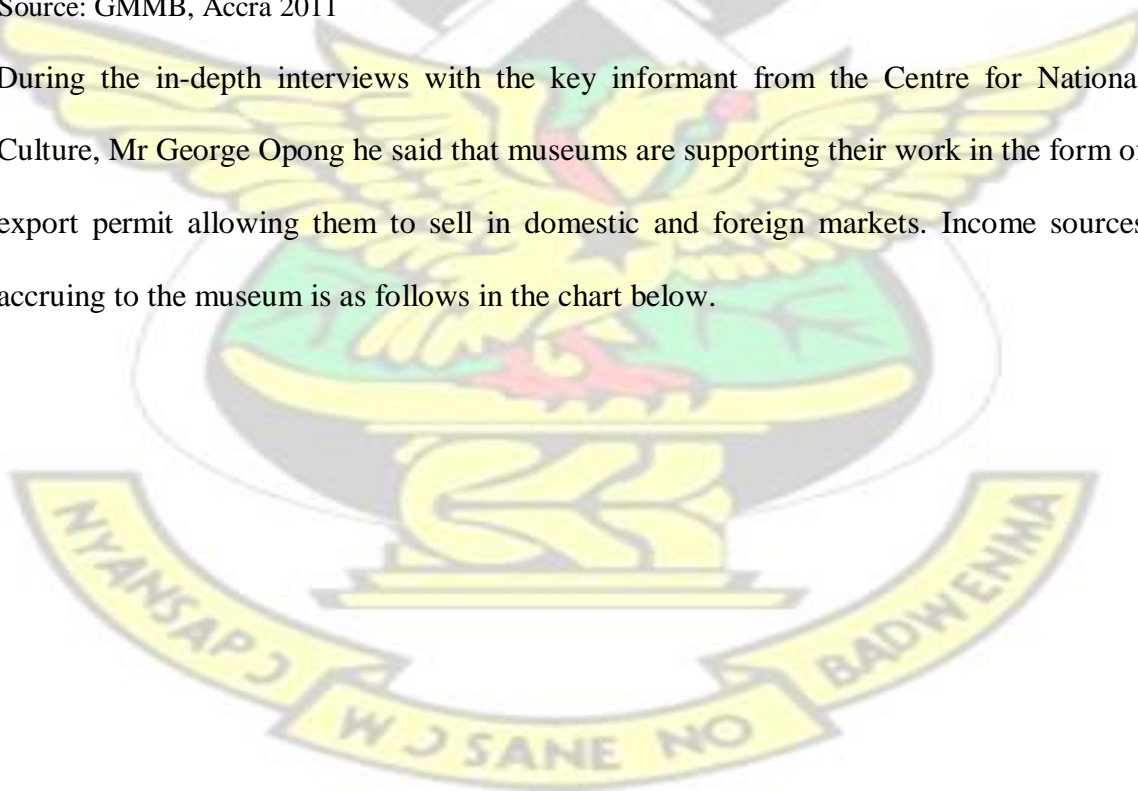 Source: GMMB, Accra 2011
During the in-depth interviews with the key informant from the Centre for Nationa
Culture, Mr George Opong he said that museums are supporting their work in the form of
export permit allowing them to sell in domestic and foreign markets. Income sources
accruing to the museum is as follows in the chart below.
NYANSAPƆ
WƆSANE NO
BADWENMA